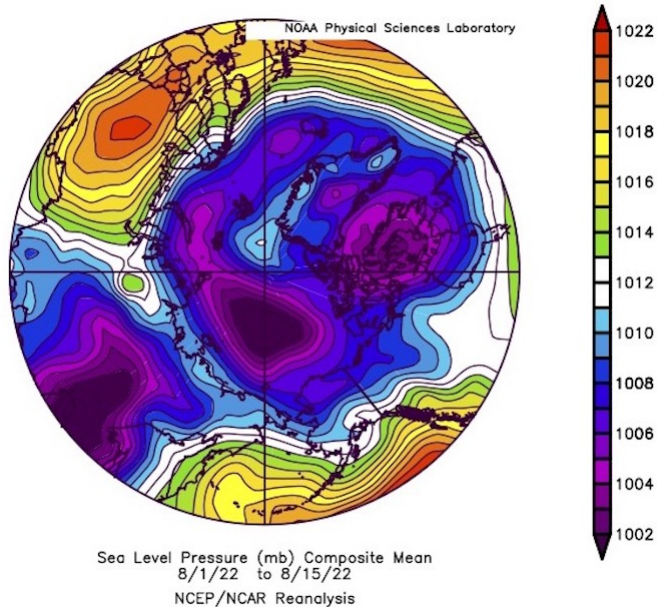 NOAA Physical Sciences Laboratory
1022
1020
1018
1016
1014
1012
1010
1008
1006
1004
1002
Sea Level Pressure (mb) Composite Mean
8/1/22 to 8/15/22
NCEP/NCAR Reanalysis